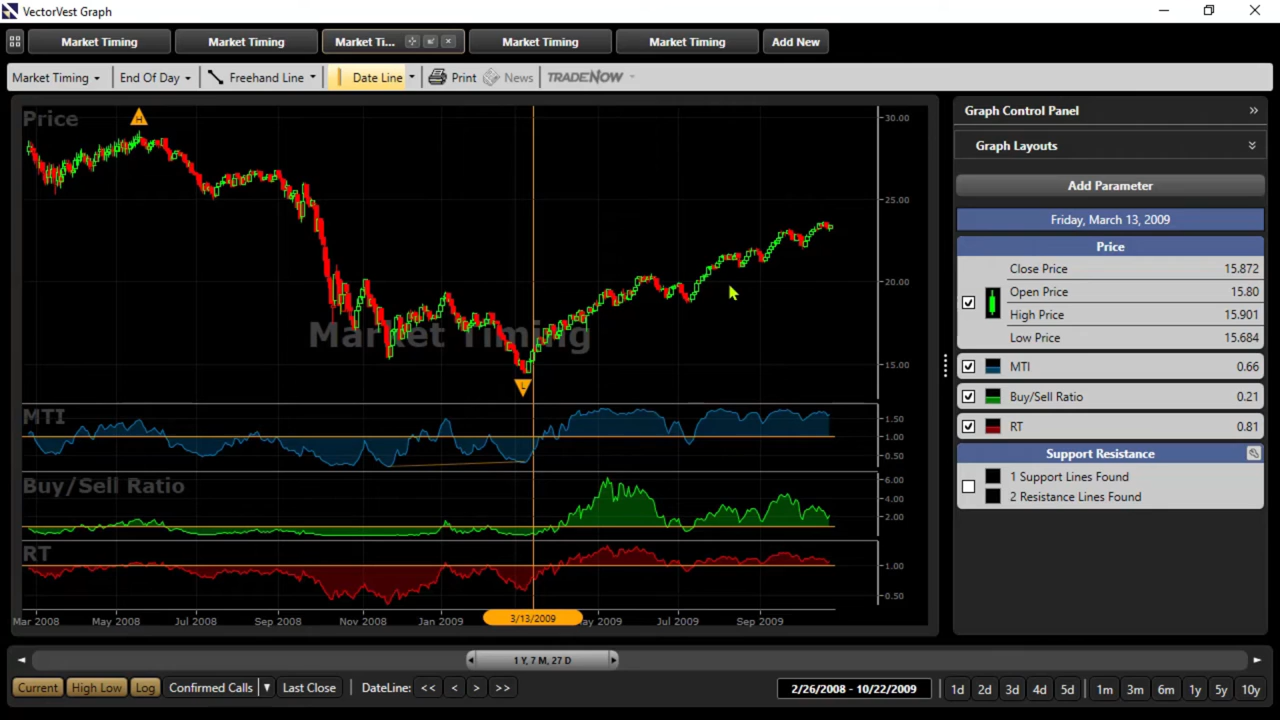 VectorVest Graph
Market Timing Market Timing Market Ti... Market Timing Market Timing Add New
Market Timing End Of Day Freehand Line Date Line Print News TRADENOW
Price
H
30.00
25.00
20.00
15.00
Market Timing
L
MTI
1.50
1.00
0.50
Buy/Sell Ratio
6.00
4.00
2.00
RT
1.00
0.50
Mar 2008 May 2008 Jul 2008 Sep 2008 Nov 2008 Jan 2009 3/13/2009 ay 2009 Jul 2009 Sep 2009
Graph Control Panel
Graph Layouts
Add Parameter
Friday, March 13, 2009
Price
Close Price 15.872
Open Price 15.80
High Price 15.901
Low Price 15.684
MTI 0.66
Buy/Sell Ratio 0.21
RT 0.81
Support Resistance
1 Support Lines Found
2 Resistance Lines Found
1 Y, 7 M, 27 D
Current High Low Log Confirmed Calls Last Close DateLine: << < > >> 2/26/2008 - 10/22/2009 1d 2d 3d 4d 5d 1m 3m 6m 1y 5y 10y